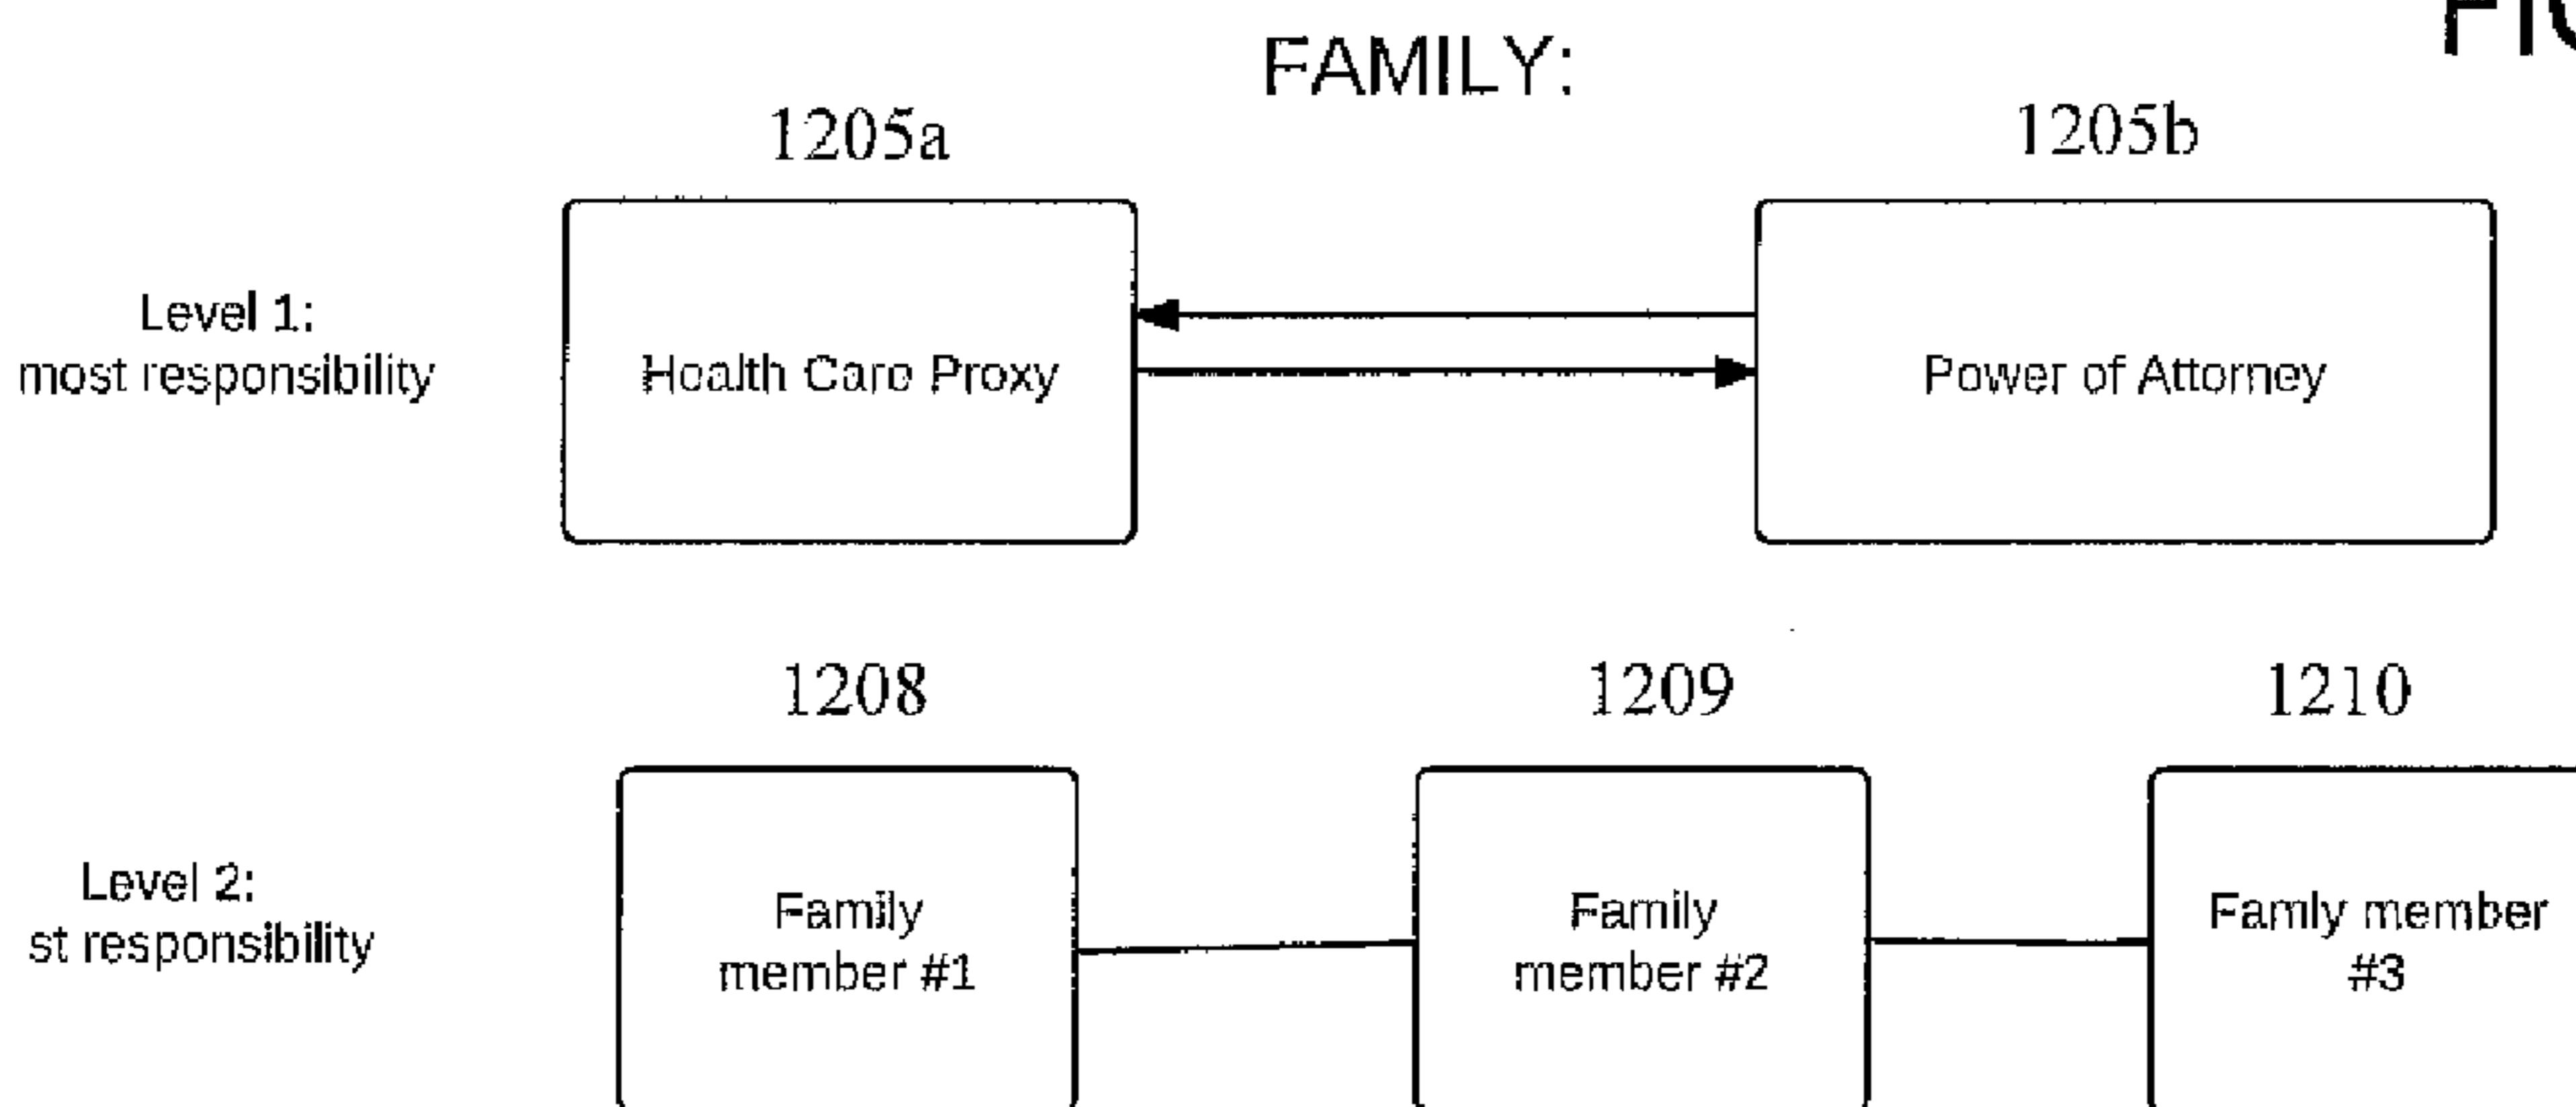 FAMILY:
1205a
1205b
Level 1:
most responsibility
Health Care Proxy
Power of Attorney
1208
1209
1210
Level 2:
st responsibility
Family
member #1
Family
member #2
Famly member
#3